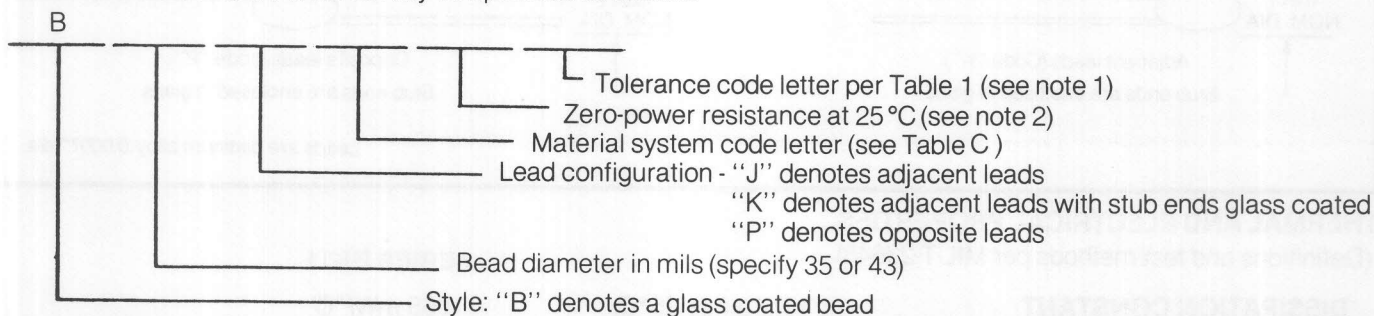 B
Tolerance code letter per Table 1 (see note 1)
Zero-power resistance at 25 °C (see note 2)
Material system code letter (see Table C )
Lead configuration - "J" denotes adjacent leads
"K" denotes adjacent leads with stub ends glass coated
"P" denotes opposite leads
Bead diameter in mils (specify 35 or 43)
Style: "B" denotes a glass coated bead